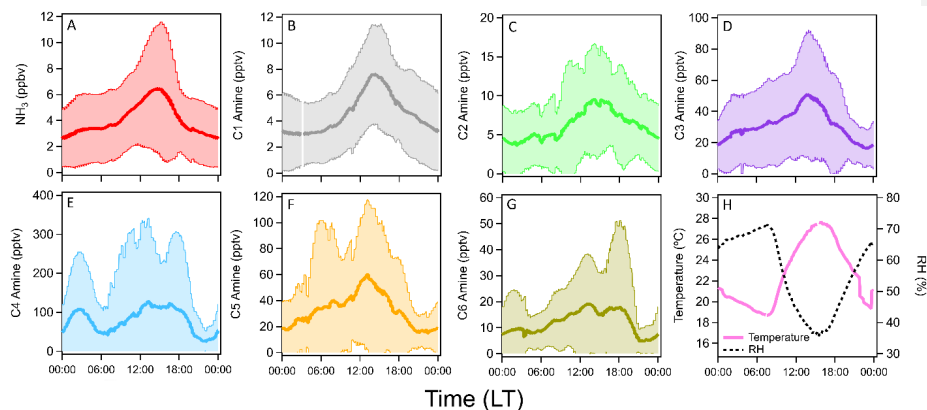 A
B
C
D
NH3 (ppbv)
12
10
8
6
4
2
0
C1 Amine (pptv)
12
10
8
6
4
2
0
C2 Amine (pptv)
20
15
10
5
0
C3 Amine (pptv)
100
80
60
40
20
0
00:00 06:00 12:00 18:00 00:00
00:00 06:00 12:00 18:00 00:00
00:00 06:00 12:00 18:00 00:00
00:00 06:00 12:00 18:00 00:00
E
F
G
H
C4 Amine (pptv)
400
300
200
100
0
C5 Amine (pptv)
120
100
80
60
40
20
0
C6 Amine (pptv)
60
50
40
30
20
10
0
Temperature (ºC)
30
28
26
24
22
20
18
16
Temperature
RH
80
70
60
50
40
30
RH (%)
00:00 06:00 12:00 18:00 00:00
00:00 06:00 12:00 18:00 00:00
00:00 06:00 12:00 18:00 00:00
00:00 06:00 12:00 18:00 00:00
Time (LT)